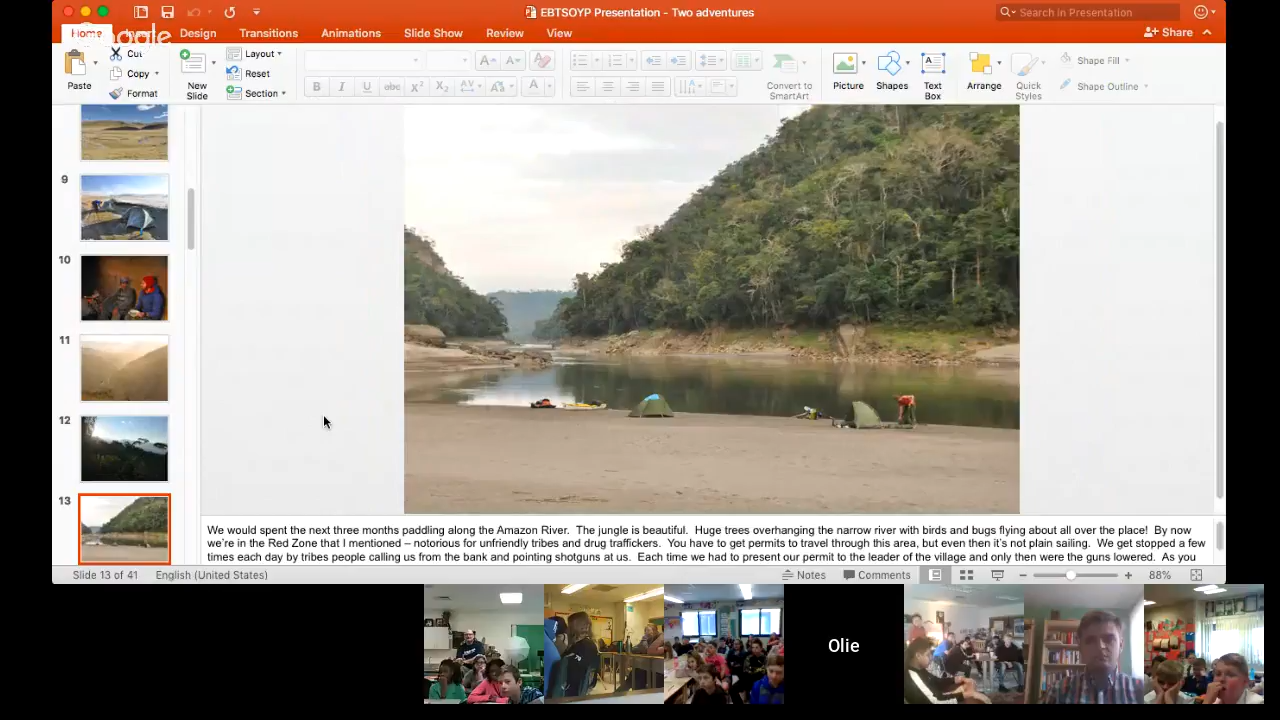 EBTSOYP Presentation - Two adventures
Search in Presentation
Google
Home Insert Design Transitions Animations Slide Show Review View
Share
Paste
Cut
Copy
Format
New Slide
Layout
Reset
Section
B I U abc X² X₂ AV Aa A
Convert to SmartArt
Picture
Shapes
Text Box
Arrange
Quick Styles
Shape Fill
Shape Outline
9
10
11
12
13
We would spent the next three months paddling along the Amazon River. The jungle is beautiful. Huge trees overhanging the narrow river with birds and bugs flying about all over the place! By now
we're in the Red Zone that I mentioned – notorious for unfriendly tribes and drug traffickers. You have to get permits to travel through this area, but even then it's not plain sailing. We get stopped a few
times each day by tribes people calling us from the bank and pointing shotguns at us. Each time we had to present our permit to the leader of the village and only then were the guns lowered. As you
Slide 13 of 41 English (United States) Notes Comments 88%
Olie